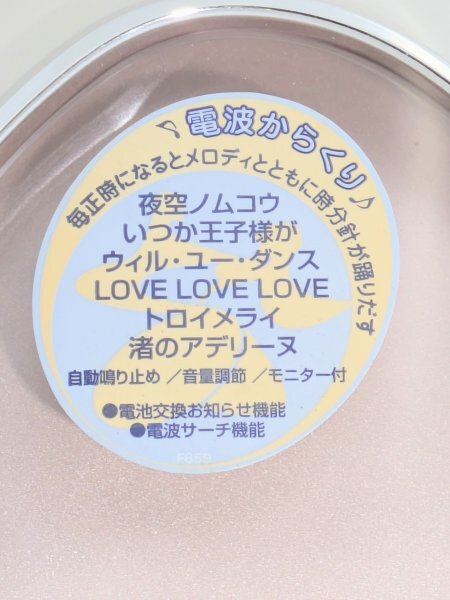 ♪電波からくり♪
毎正時になるとメロディとともに時分針が踊りだす
夜空ノムコウ
いつか王子様が
ウィル・ユー・ダンス
LOVE LOVE LOVE
トロイメライ
渚のアデリーヌ
自動鳴り止め／音量調節／モニター付
●電池交換お知らせ機能
●電波サーチ機能
F659